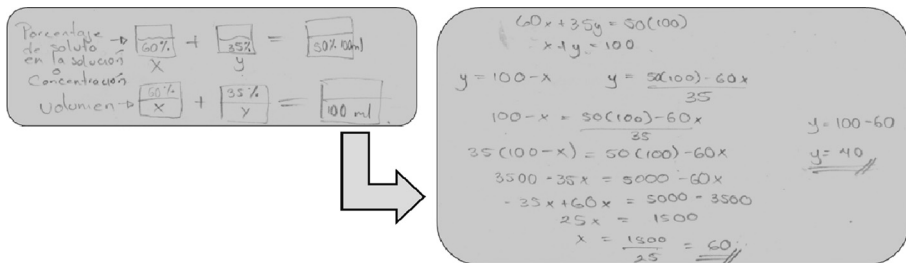 Porcentaje
de soluto
en la solución
o
Concentración
60% + 35% = 50% 100ml
x y
Volumen 60% x + 35% y = 100 ml
60x + 35y = 50(100)
x + y = 100
y = 100 - x y = 50(100) - 60x / 35
100 - x = 50(100) - 60x / 35
35(100 - x) = 50(100) - 60x
3500 - 35x = 5000 - 60x
- 35x + 60x = 5000 - 3500
25x = 1500
x = 1500 / 25 = 60
y = 100 - 60
y = 40